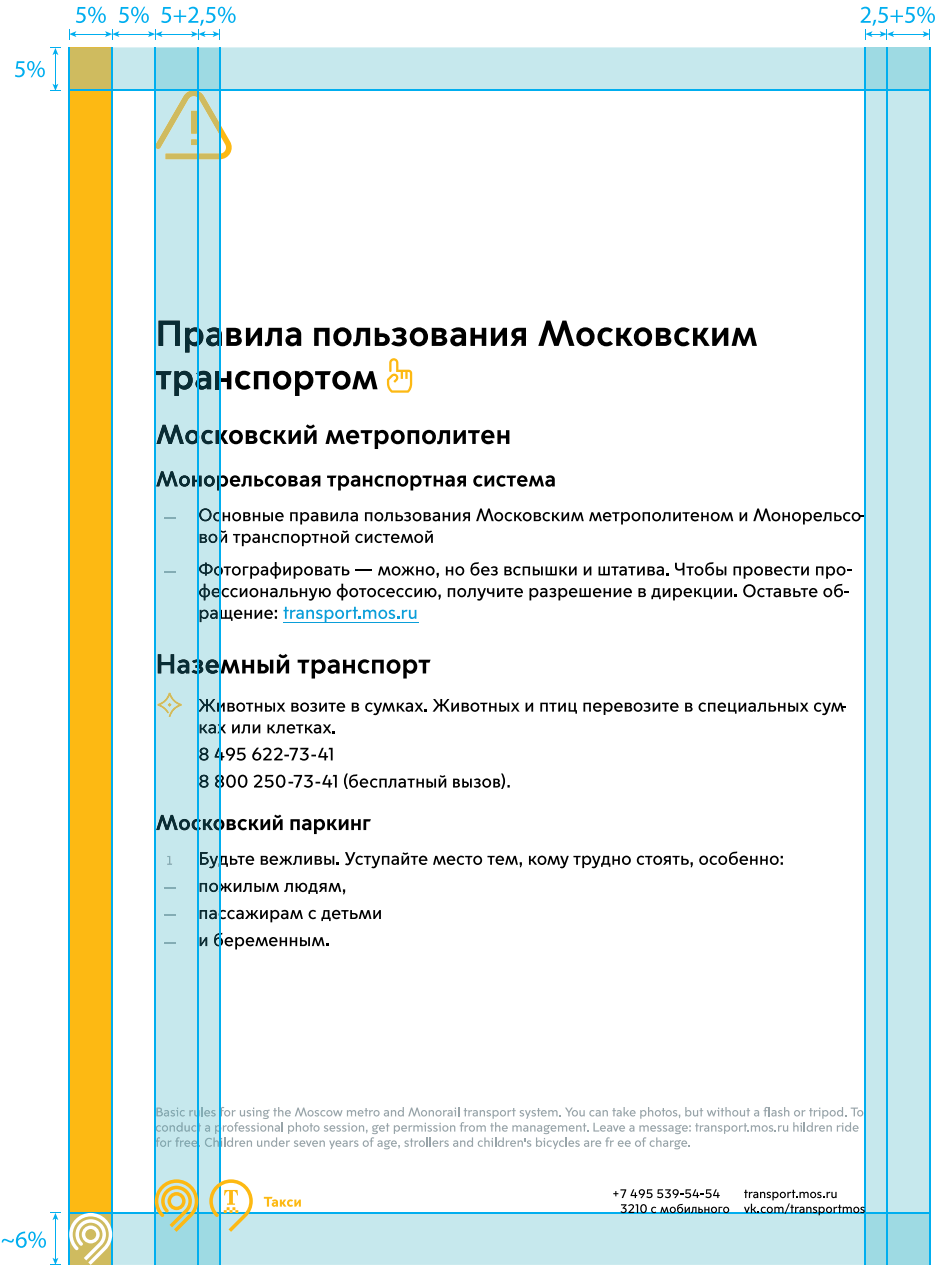 5% 5% 5+2,5% 2,5+5%
5%
!
Правила пользования Московским
транспортом
Московский метрополитен
Монорельсовая транспортная система
— Основные правила пользования Московским метрополитеном и Монорельсо-
вой транспортной системой
— Фотографировать — можно, но без вспышки и штатива. Чтобы провести про-
фессиональную фотосессию, получите разрешение в дирекции. Оставьте об-
ращение: transport.mos.ru
Наземный транспорт
Животных возите в сумках. Животных и птиц перевозите в специальных сум-
ках или клетках.
8 495 622-73-41
8 800 250-73-41 (бесплатный вызов).
Московский паркинг
1 Будьте вежливы. Уступайте место тем, кому трудно стоять, особенно:
— пожилым людям,
— пассажирам с детьми
— и беременным.
Basic rules for using the Moscow metro and Monorail transport system. You can take photos, but without a flash or tripod. To
conduct a professional photo session, get permission from the management. Leave a message: transport.mos.ru hildren ride
for free. Children under seven years of age, strollers and children's bicycles are fr ee of charge.
T Такси
+7 495 539-54-54 transport.mos.ru
3210 с мобильного vk.com/transportmos
~6%